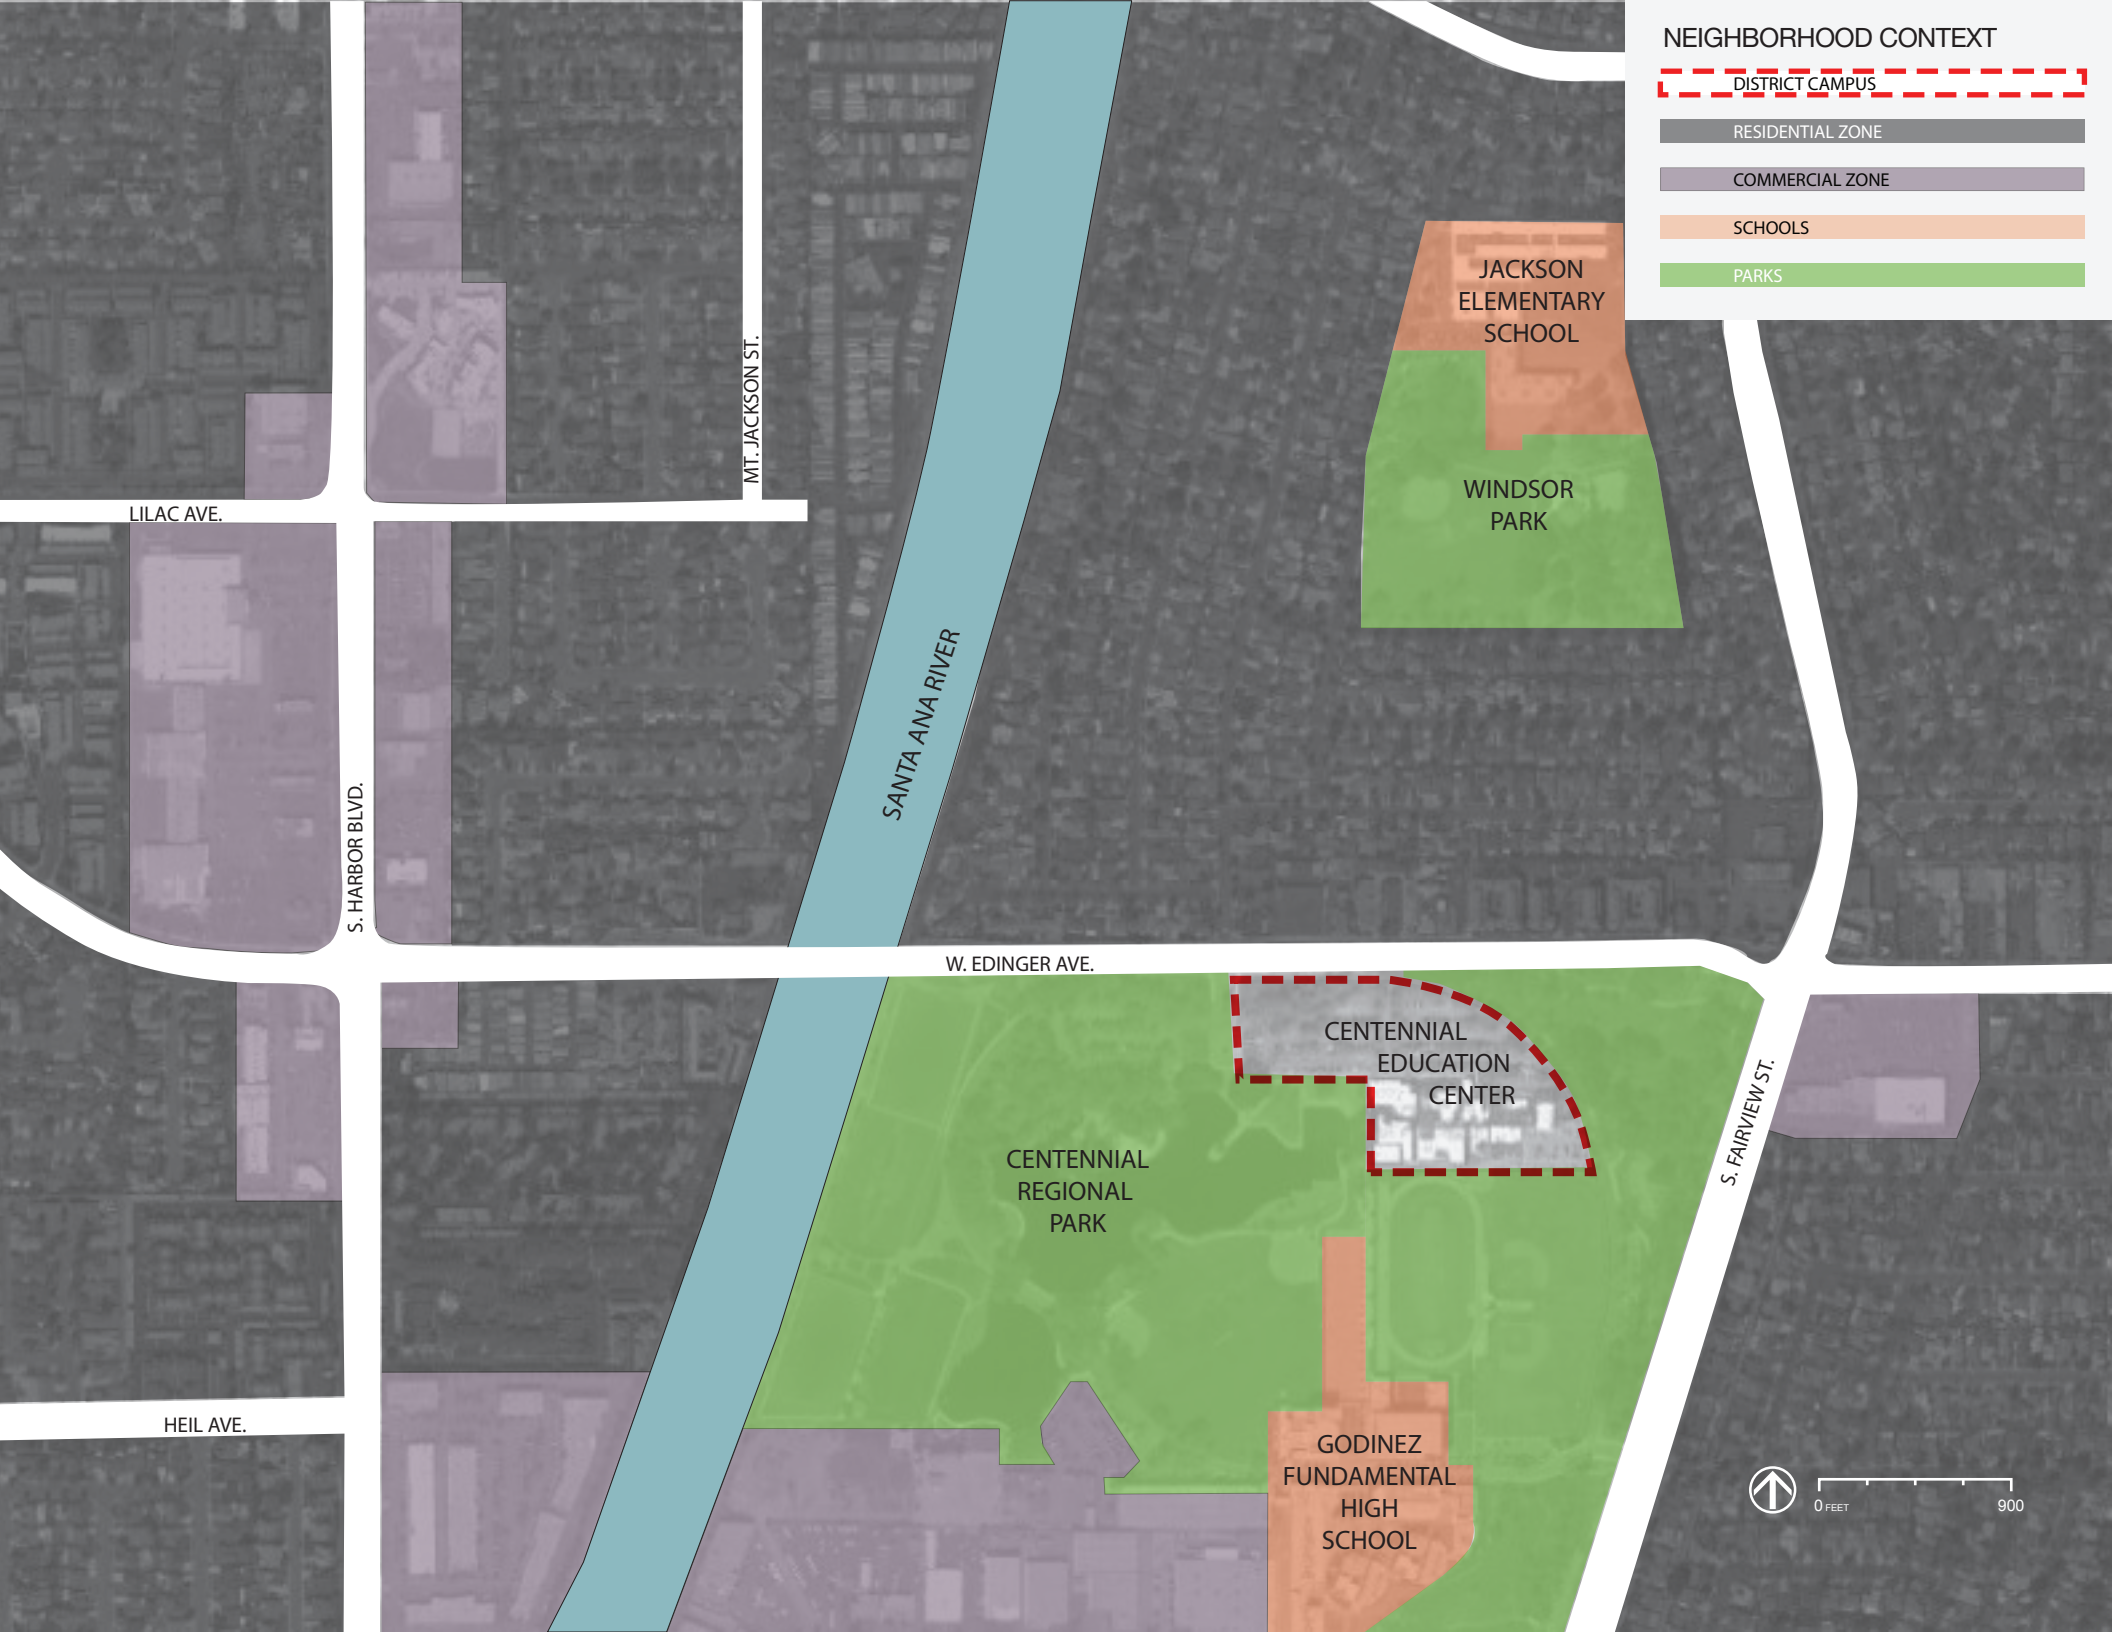 NEIGHBORHOOD CONTEXT
DISTRICT CAMPUS
RESIDENTIAL ZONE
COMMERCIAL ZONE
SCHOOLS
PARKS
JACKSON
ELEMENTARY
SCHOOL
MT. JACKSON ST.
WINDSOR
PARK
LILAC AVE.
SANTA ANA RIVER
S. HARBOR BLVD.
W. EDINGER AVE.
CENTENNIAL
EDUCATION
CENTER
S. FAIRVIEW ST.
CENTENNIAL
REGIONAL
PARK
HEIL AVE.
GODINEZ
FUNDAMENTAL
HIGH
SCHOOL
0 FEET 900